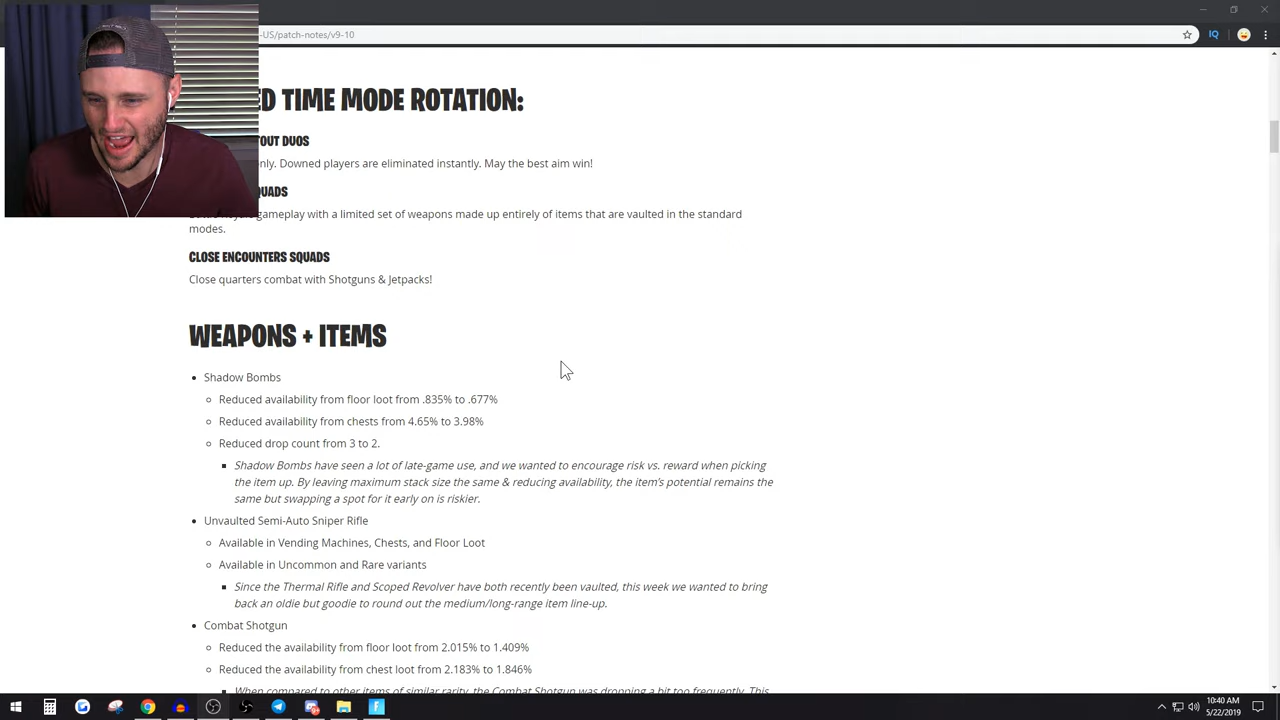 -US/patch-notes/v9-10
TIME MODE ROTATION:
DUOS
only. Downed players are eliminated instantly. May the best aim win!
gameplay with a limited set of weapons made up entirely of items that are vaulted in the standard
modes.
CLOSE ENCOUNTERS SQUADS
Close quarters combat with Shotguns & Jetpacks!
WEAPONS + ITEMS
Shadow Bombs
Reduced availability from floor loot from .835% to .677%
Reduced availability from chests from 4.65% to 3.98%
Reduced drop count from 3 to 2.
Shadow Bombs have seen a lot of late-game use, and we wanted to encourage risk vs. reward when picking
the item up. By leaving maximum stack size the same & reducing availability, the item's potential remains the
same but swapping a spot for it early on is riskier.
Unvaulted Semi-Auto Sniper Rifle
Available in Vending Machines, Chests, and Floor Loot
Available in Uncommon and Rare variants
Since the Thermal Rifle and Scoped Revolver have both recently been vaulted, this week we wanted to bring
back an oldie but goodie to round out the medium/long-range item line-up.
Combat Shotgun
Reduced the availability from floor loot from 2.015% to 1.409%
Reduced the availability from chest loot from 2.183% to 1.846%
When compared to other items of similar rarity, the Combat Shotgun was dropping a bit too frequently. This
10:40 AM
5/22/2019